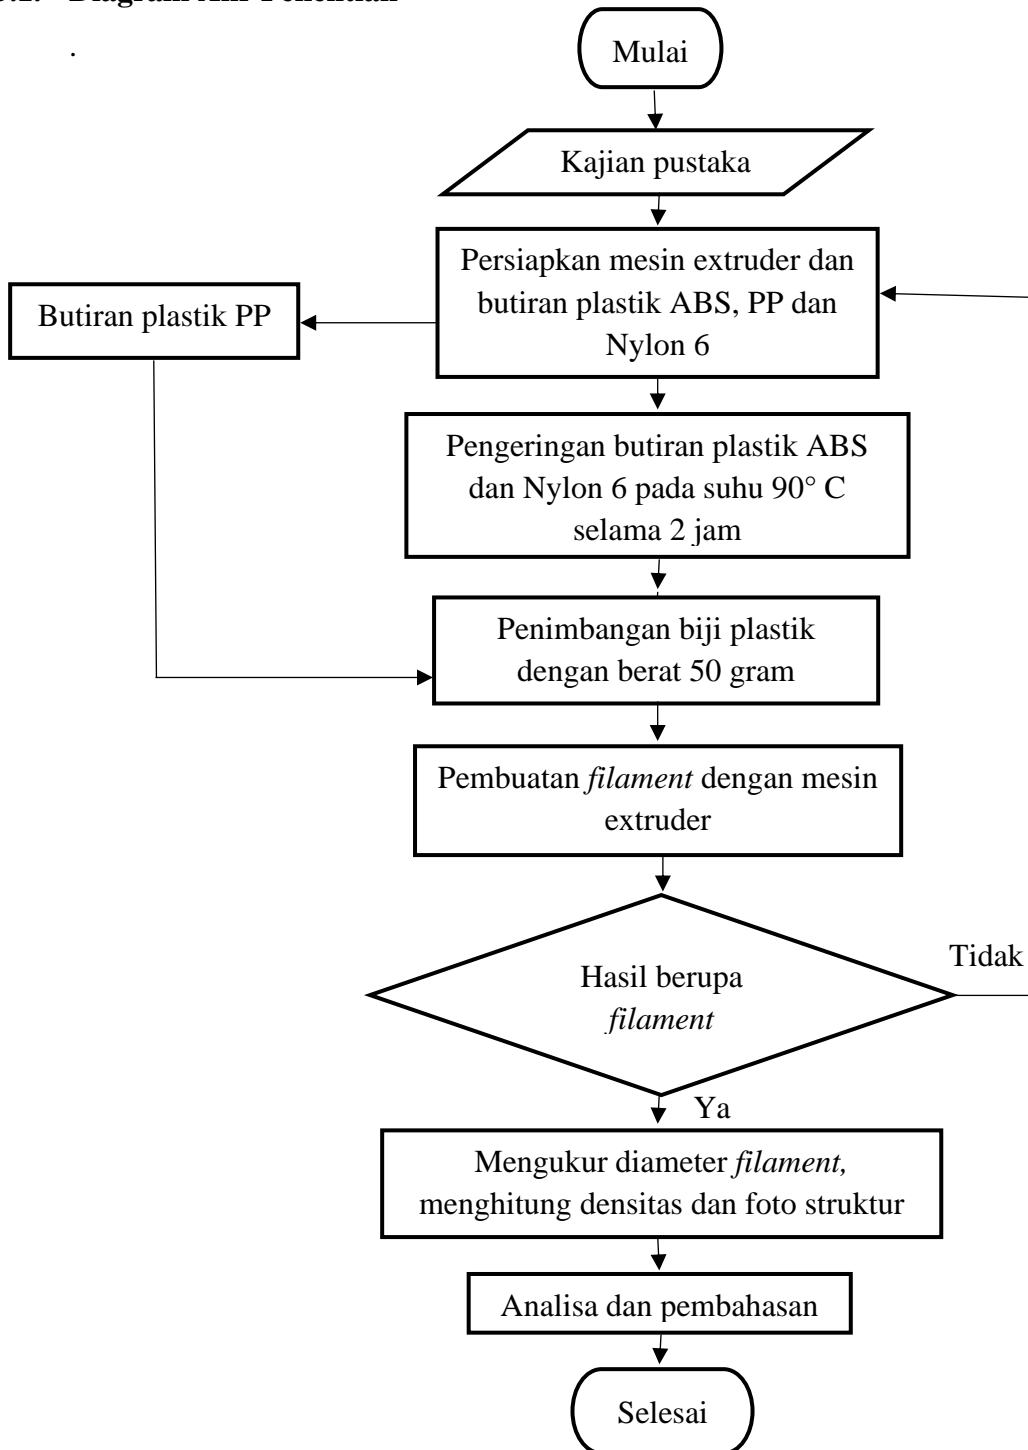 Mulai
Kajian pustaka
Persiapkan mesin extruder dan
butiran plastik ABS, PP dan
Nylon 6
Butiran plastik PP
Pengeringan butiran plastik ABS
dan Nylon 6 pada suhu 90° C
selama 2 jam
Penimbangan biji plastik
dengan berat 50 gram
Pembuatan filament dengan mesin
extruder
Hasil berupa
filament
Tidak
Ya
Mengukur diameter filament,
menghitung densitas dan foto struktur
Analisa dan pembahasan
Selesai